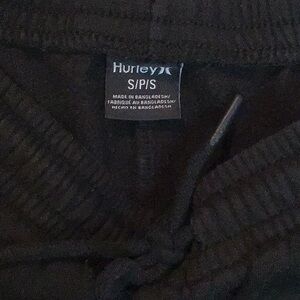 Hurley
S/P/S
MADE IN BANGLADESH/
FABRIQUÉ AU BANGLADESH/
HECHO EN BANGLADESH